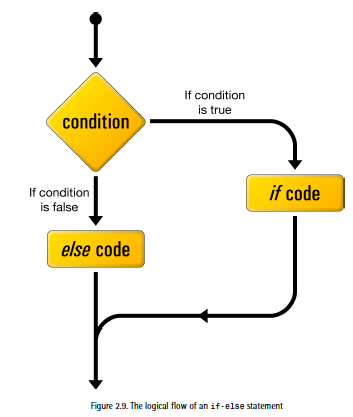 If condition
is true
condition
if code
If condition
is false
else code
Figure 2.9. The logical flow of an if-else statement